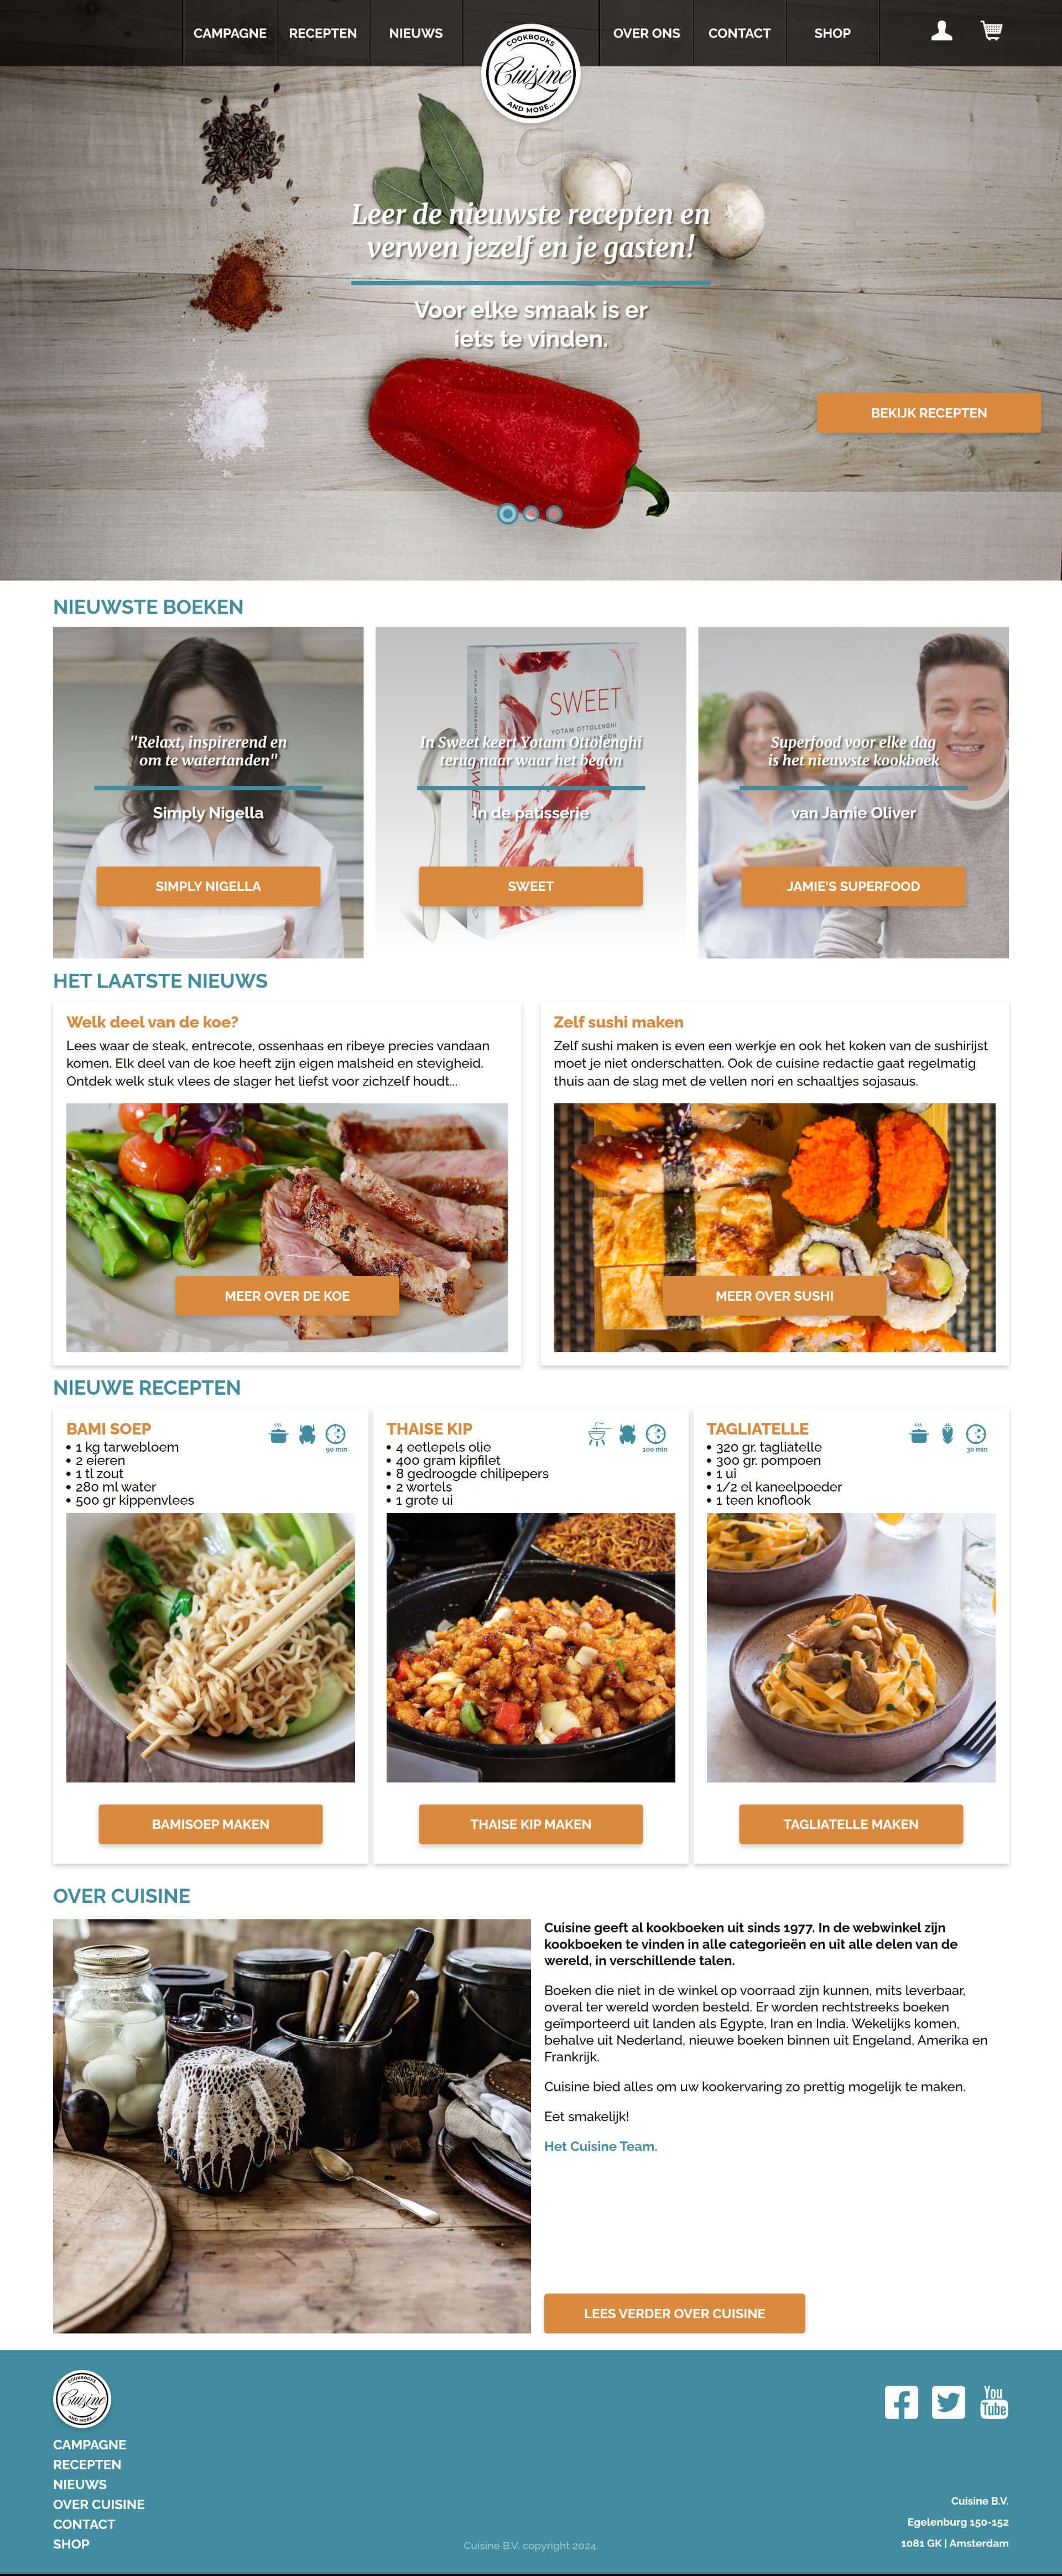 CAMPAGNE RECEPTEN NIEUWS
COOKBOOKS
Cuisine
AND MORE...
OVER ONS CONTACT SHOP
Leer de nieuwste recepten en
verwen jezelf en je gasten!
Voor elke smaak is er
iets te vinden.
BEKIJK RECEPTEN
NIEUWSTE BOEKEN
"Relaxt, inspirerend en
om te watertanden"
Simply Nigella
SIMPLY NIGELLA
SWEET
YOTAM OTTOLENGHI
In Sweet keert Yotam Ottolenghi
terug naar waar het begon
In de patisserie
SWEET
Superfood voor elke dag
is het nieuwste kookboek
van Jamie Oliver
JAMIE'S SUPERFOOD
HET LAATSTE NIEUWS
Welk deel van de koe?
Lees waar de steak, entrecote, ossenhaas en ribeye precies vandaan
komen. Elk deel van de koe heeft zijn eigen malsheid en stevigheid.
Ontdek welk stuk vlees de slager het liefst voor zichzelf houdt...
MEER OVER DE KOE
Zelf sushi maken
Zelf sushi maken is even een werkje en ook het koken van de sushirijst
moet je niet onderschatten. Ook de cuisine redactie gaat regelmatig
thuis aan de slag met de vellen nori en schaaltjes sojasaus.
MEER OVER SUSHI
NIEUWE RECEPTEN
BAMI SOEP
90 min
• 1 kg tarwebloem
• 2 eieren
• 1 tl zout
• 280 ml water
• 500 gr kippenvlees
BAMISOEP MAKEN
THAISE KIP
100 min
• 4 eetlepels olie
• 400 gram kipfilet
• 8 gedroogde chilipepers
• 2 wortels
• 1 grote ui
THAISE KIP MAKEN
TAGLIATELLE
30 min
• 320 gr. tagliatelle
• 300 gr. pompoen
• 1 ui
• 1/2 el kaneelpoeder
• 1 teen knoflook
TAGLIATELLE MAKEN
OVER CUISINE
Cuisine geeft al kookboeken uit sinds 1977. In de webwinkel zijn
kookboeken te vinden in alle categorieën en uit alle delen van de
wereld, in verschillende talen.
Boeken die niet in de winkel op voorraad zijn kunnen, mits leverbaar,
overal ter wereld worden besteld. Er worden rechtstreeks boeken
geïmporteerd uit landen als Egypte, Iran en India. Wekelijks komen,
behalve uit Nederland, nieuwe boeken binnen uit Engeland, Amerika en
Frankrijk.
Cuisine bied alles om uw kookervaring zo prettig mogelijk te maken.
Eet smakelijk!
Het Cuisine Team.
LEES VERDER OVER CUISINE
COOKBOOKS
Cuisine
AND MORE...
You
Tube
CAMPAGNE
RECEPTEN
NIEUWS
OVER CUISINE
CONTACT
SHOP
Cuisine B.V. copyright 2024.
Cuisine B.V.
Egelenburg 150-152
1081 GK | Amsterdam